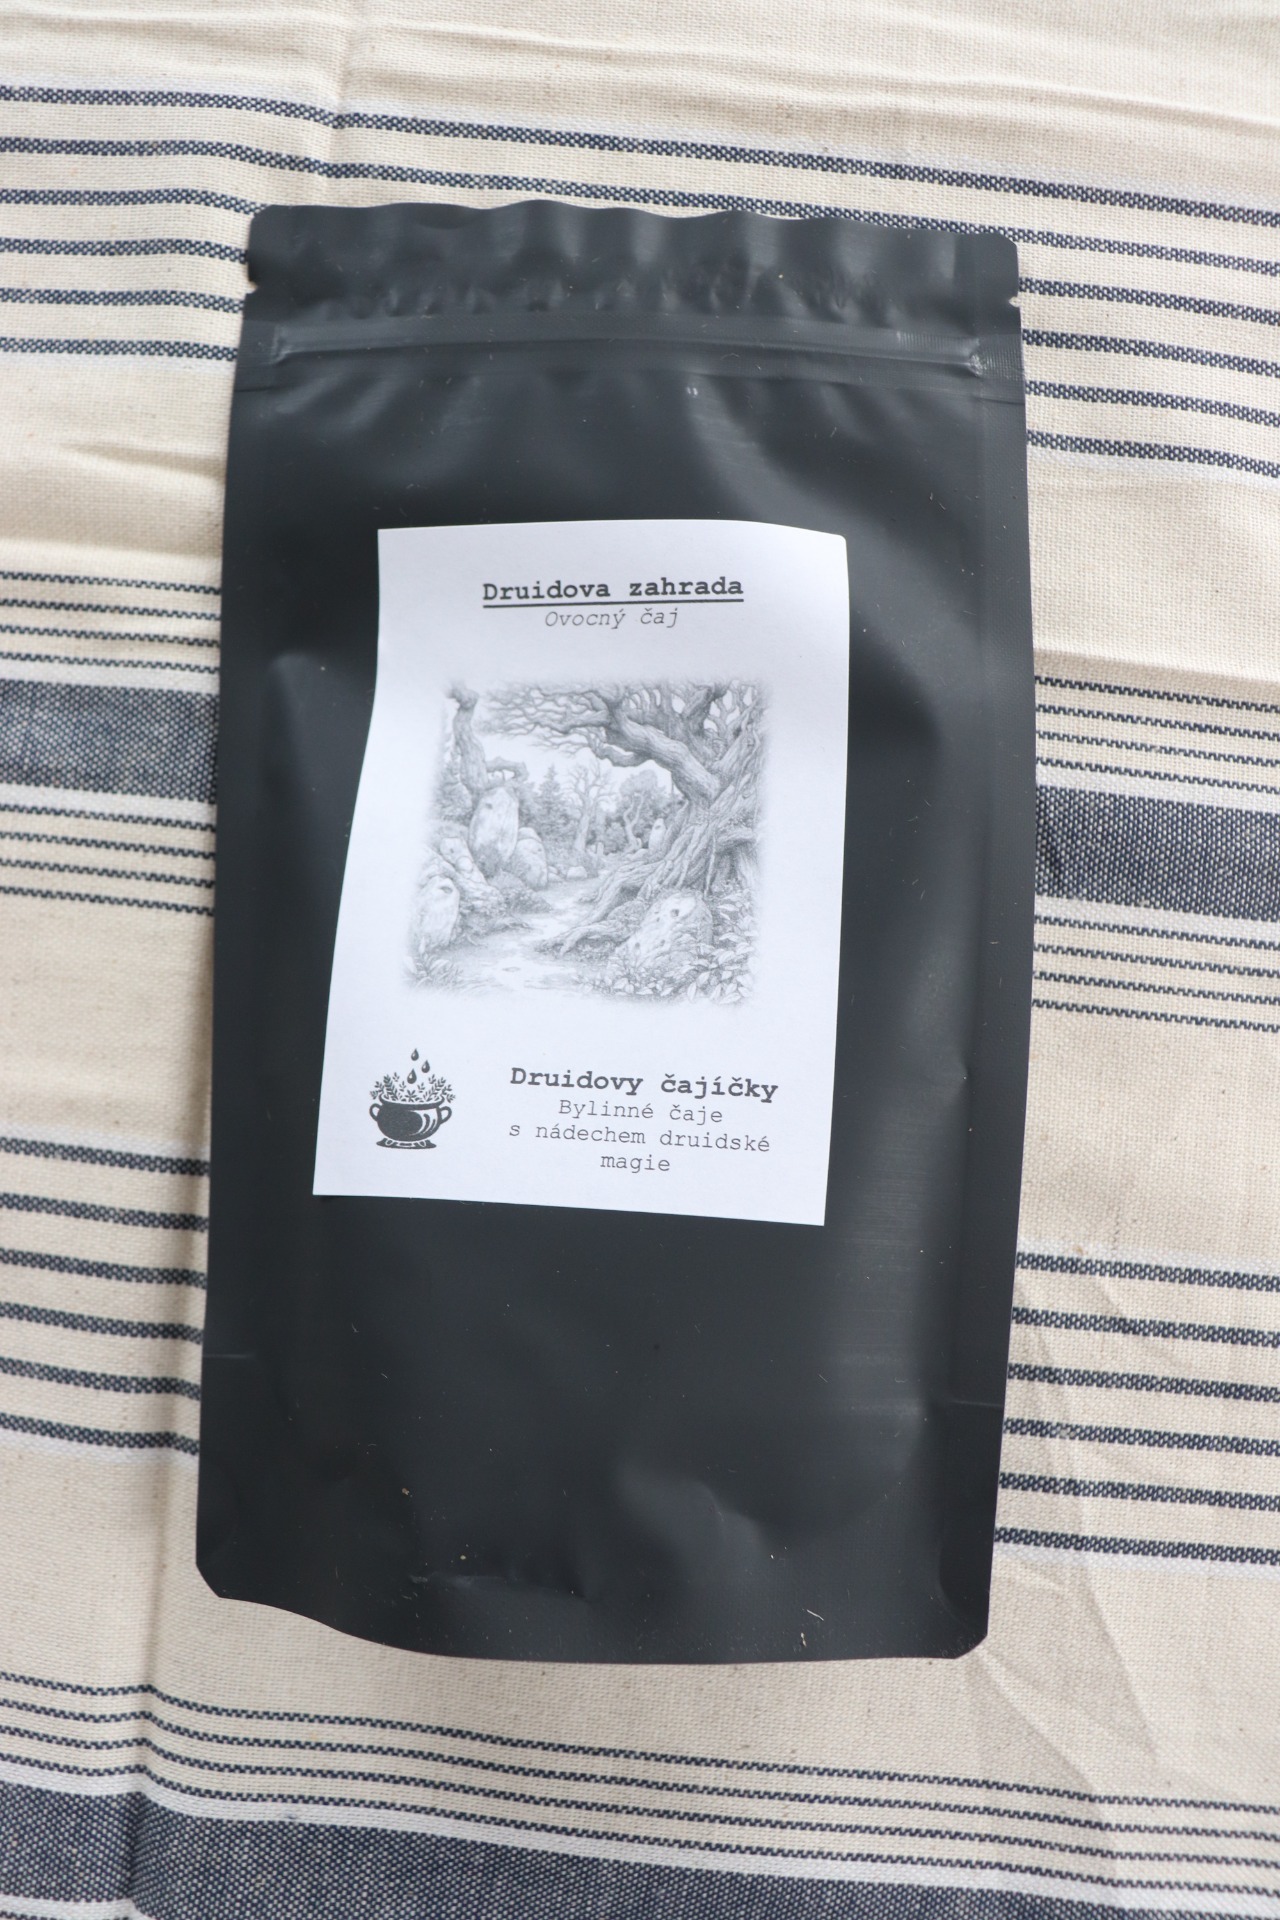 Druidova zahrada
Ovocný čaj
Druidovy čajíčky
Bylinné čaje
s nádechem druidské
magie